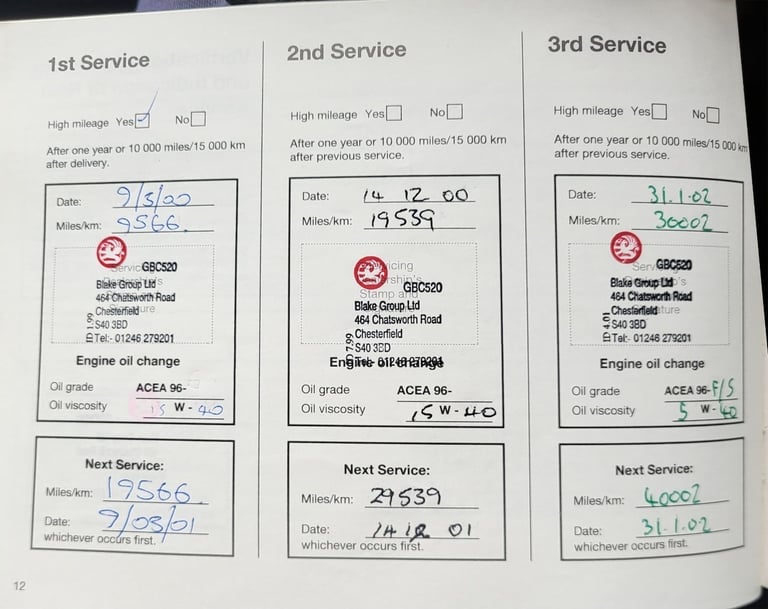 1st Service
High mileage Yes No
After one year or 10 000 miles/15 000 km
after delivery.
Date: 9/3/00
Miles/km: 9566
GBC520
Blake Group Ltd
464 Chatsworth Road
Chesterfield
S40 3BD
Tel:- 01246 279201
Engine oil change
Oil grade ACEA 96-
Oil viscosity 15 W - 40
Next Service:
Miles/km: 19566
Date: 9/03/01
whichever occurs first.
12
2nd Service
High mileage Yes No
After one year or 10 000 miles/15 000 km
after previous service.
Date: 14 12 00
Miles/km: 19539
GBC520
Stamp and
Blake Group Ltd
464 Chatsworth Road
Chesterfield
S40 3BD
Tel:- 01246 279201
Engine oil change
Oil grade ACEA 96-
Oil viscosity 15 W - 40
Next Service:
Miles/km: 29539
Date: 14 12 01
whichever occurs first.
3rd Service
High mileage Yes No
After one year or 10 000 miles/15 000 km
after previous service.
Date: 31.1.02
Miles/km: 30002
GBC520
Blake Group Ltd
464 Chatsworth Road
Chesterfield
S40 3BD
Tel:- 01246 279201
Engine oil change
Oil grade ACEA 96-F/S
Oil viscosity 5 W - 40
Next Service:
Miles/km: 40002
Date: 31.1.02
whichever occurs first.